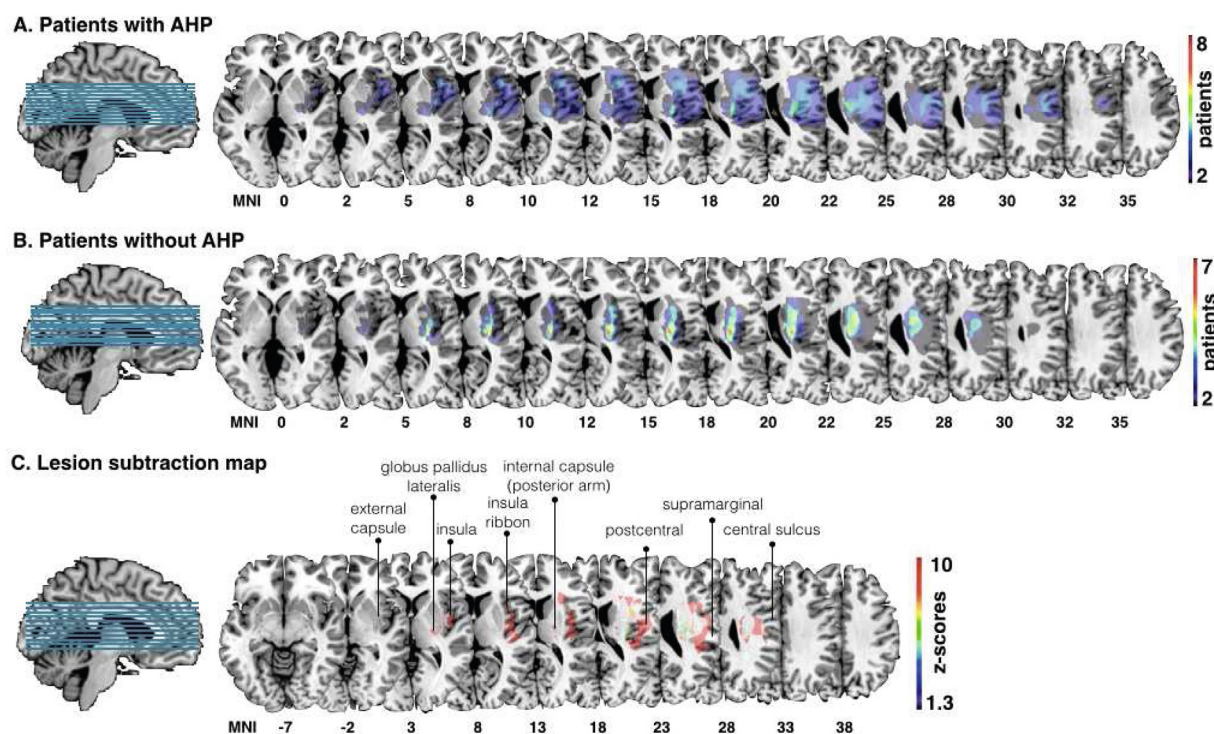 A. Patients with AHP
8
patients
2
MNI 0 2 5 8 10 12 15 18 20 22 25 28 30 32 35
B. Patients without AHP
7
patients
2
MNI 0 2 5 8 10 12 15 18 20 22 25 28 30 32 35
C. Lesion subtraction map
globus pallidus
lateralis
internal capsule
(posterior arm)
external
capsule
insula
insula
ribbon
postcentral
supramarginal
central sulcus
10
z-scores
1.3
MNI -7 -2 3 8 13 18 23 28 33 38